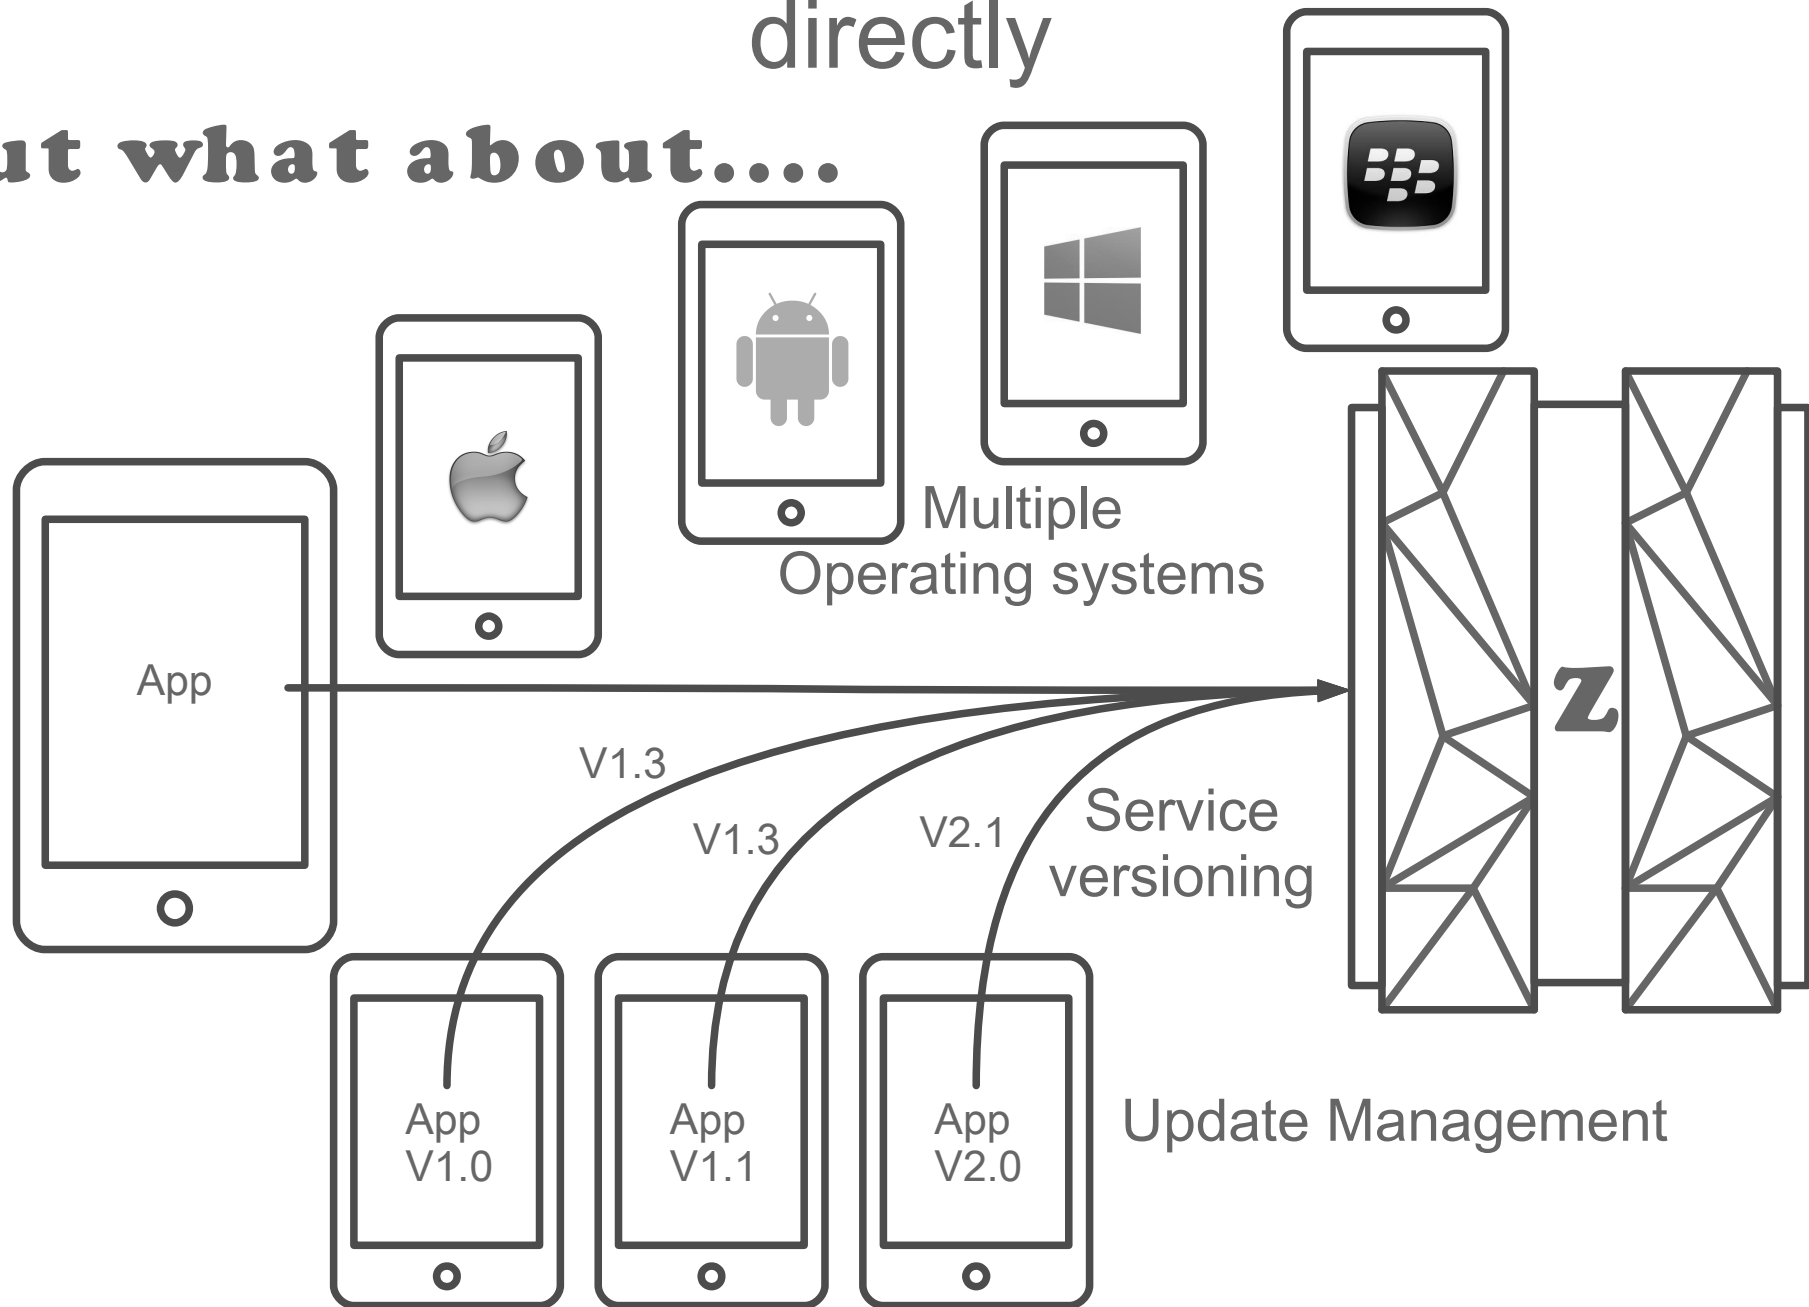 directly
ut what about....
Multiple
Operating systems
App
z
V1.3
V1.3
V2.1
Service
versioning
App
V1.0
App
V1.1
App
V2.0
Update Management